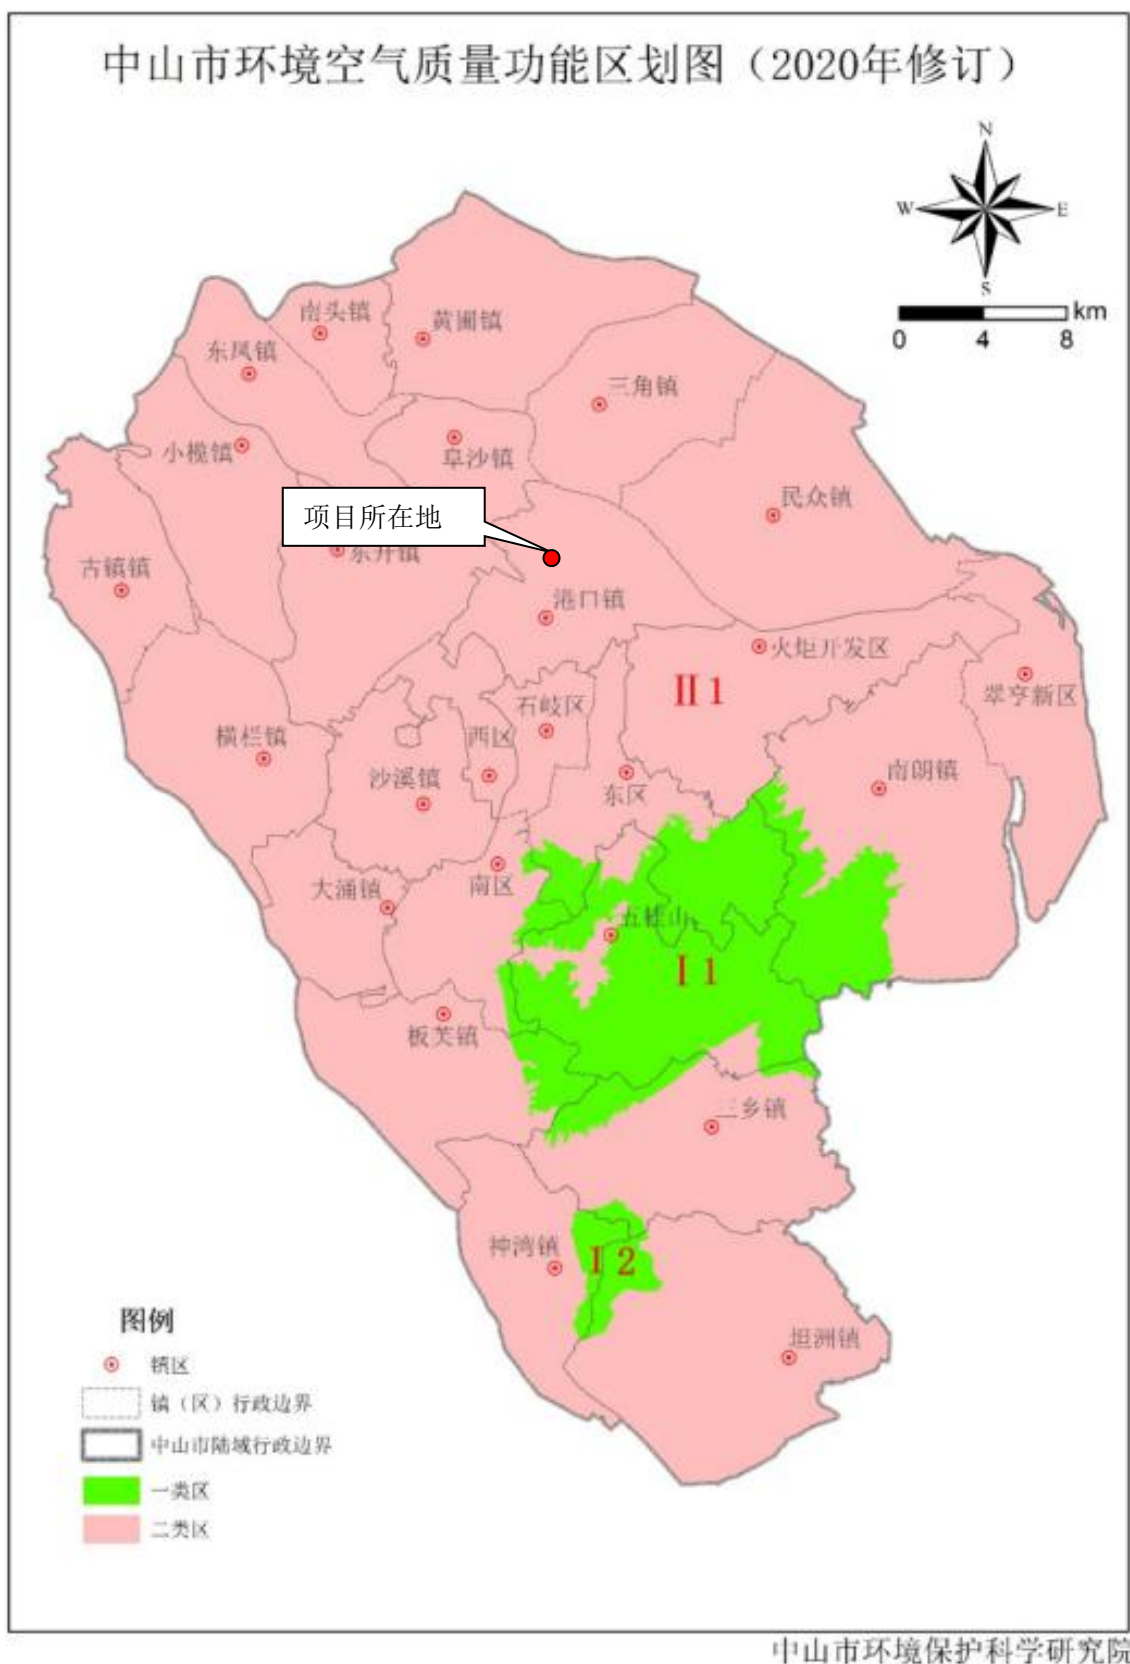 中山市环境空气质量功能区划图（2020年修订）
N
W
E
S
km
0 4 8
南头镇
黄圃镇
东凤镇
三角镇
小榄镇
阜沙镇
民众镇
项目所在地
东升镇
古镇镇
港口镇
火炬开发区
II 1
翠亨新区
石岐区
横栏镇
西区
沙溪镇
南朗镇
东区
大涌镇
南区
五桂山
I 1
板芙镇
三乡镇
神湾镇
I 2
坦洲镇
图例
镇区
镇（区）行政边界
中山市陆域行政边界
一类区
二类区
中山市环境保护科学研究院